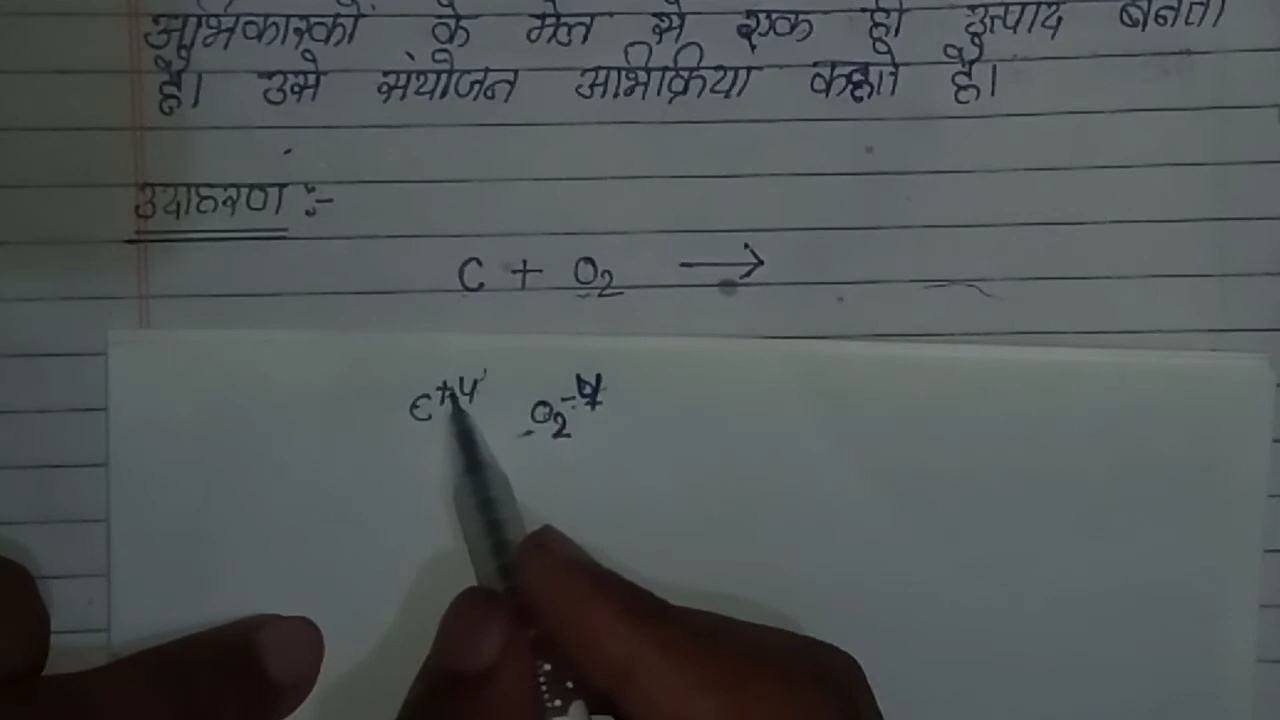 अभिकारकों के मेल से एक ही उत्पाद बनता
है। उसे संयोजन अभिक्रिया कहते है।
उदाहरण :-
C + O₂ →
C⁺⁴ O₂⁻⁴